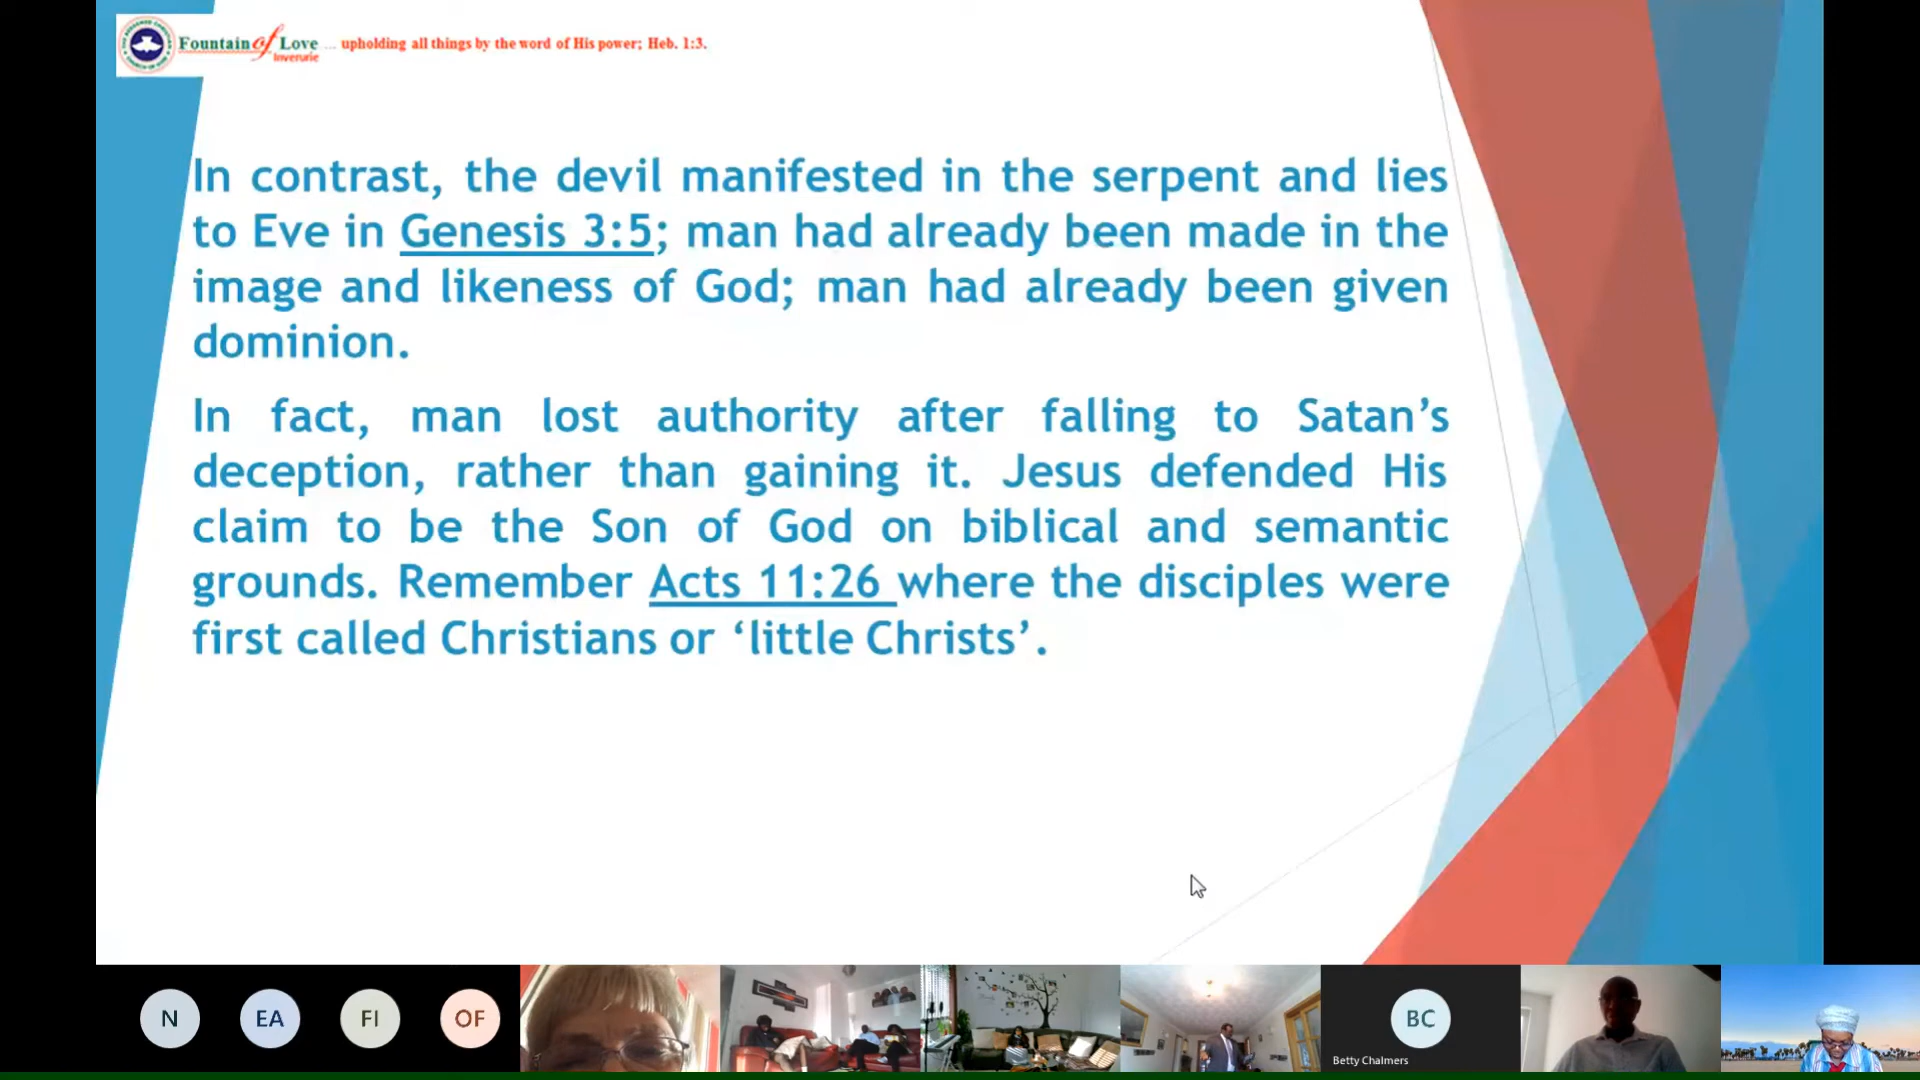 Fountain of Love ... upholding all things by the word of His power; Heb. 1:3.
Inverurie
In contrast, the devil manifested in the serpent and lies
to Eve in Genesis 3:5; man had already been made in the
image and likeness of God; man had already been given
dominion.
In fact, man lost authority after falling to Satan’s
deception, rather than gaining it. Jesus defended His
claim to be the Son of God on biblical and semantic
grounds. Remember Acts 11:26 where the disciples were
first called Christians or ‘little Christs’.
N
EA
FI
OF
BC
Betty Chalmers